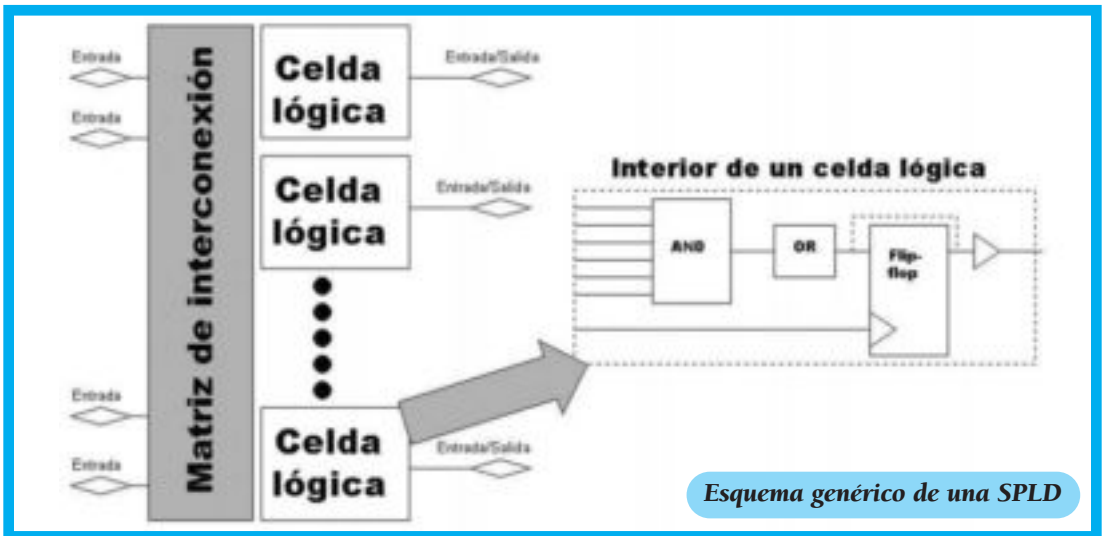 Entrada
Entrada
Entrada
Entrada
Matriz de interconexión
Celda
lógica
Celda
lógica
Celda
lógica
Entrada/Salida
Entrada/Salida
Entrada/Salida
Interior de un celda lógica
AND
OR
Flip-
flop
Esquema genérico de una SPLD